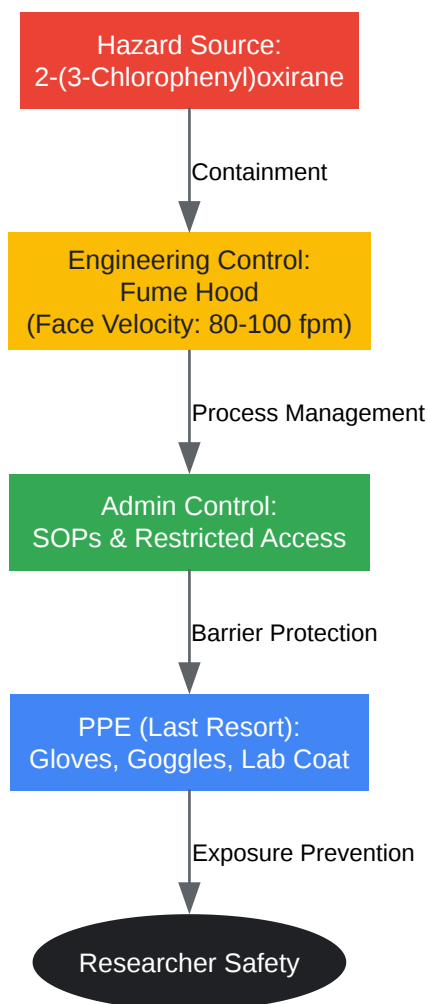 Hazard Source:
2-(3-Chlorophenyl)oxirane
Containment
Engineering Control:
Fume Hood
(Face Velocity: 80-100 fpm)
Process Management
Admin Control:
SOPs & Restricted Access
Barrier Protection
PPE (Last Resort):
Gloves, Goggles, Lab Coat
Exposure Prevention
Researcher Safety